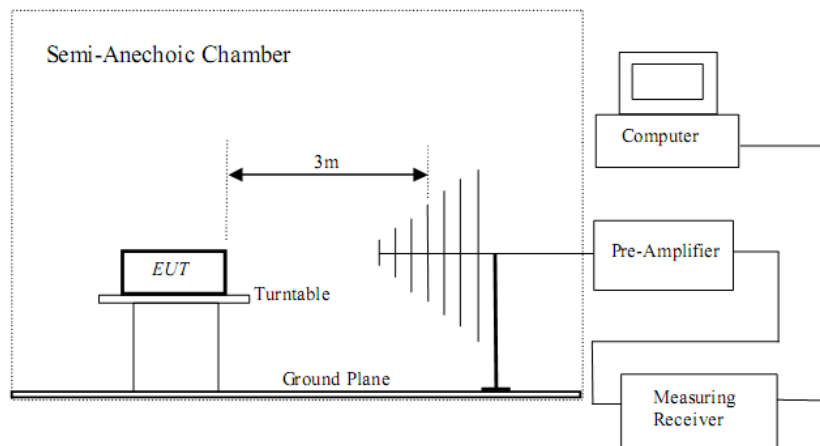 Semi-Anechoic Chamber
Computer
3m
Pre-Amplifier
EUT
Turntable
Ground Plane
Measuring
Receiver